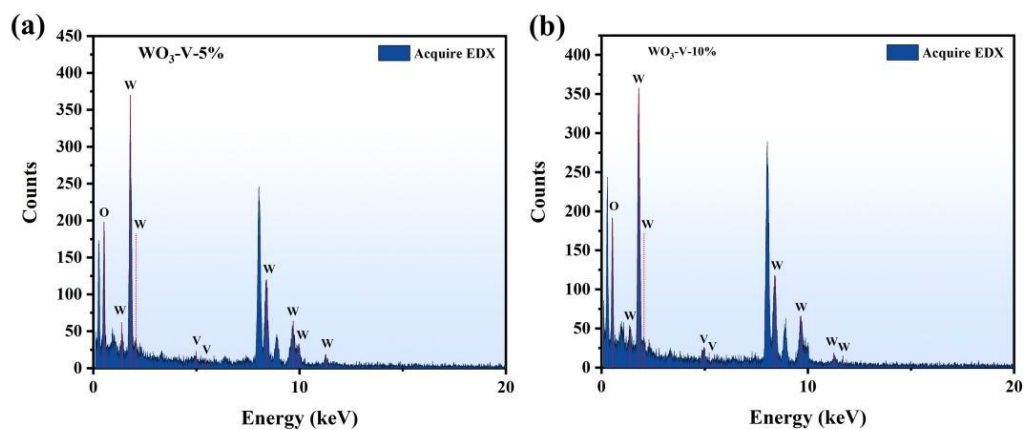 (a)
WO₃-V-5%
Acquire EDX
450
400
350
300
250
200
150
100
50
0
Counts
O
W
W
W
V
V
W
W
W
W
0
10
20
Energy (keV)
(b)
WO₃-V-10%
Acquire EDX
400
350
300
250
200
150
100
50
0
Counts
O
W
W
W
V
V
W
W
W
W
0
10
20
Energy (keV)